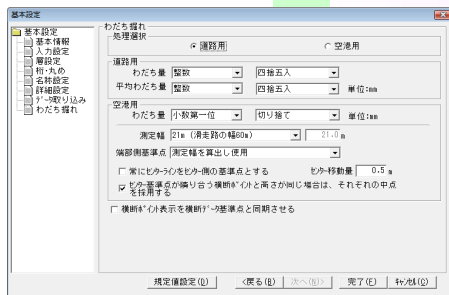 基本設定
基本設定
基本情報
入力設定
層設定
桁・丸め
名称設定
詳細設定
ﾃﾞｰﾀ取り込み
わだち掘れ
わだち掘れ
処理選択
道路用
空港用
道路用
わだち量 整数 四捨五入
平均わだち量 整数 四捨五入 単位:mm
空港用
わだち量 小数第一位 切り捨て 単位:mm
測定幅 21m (滑走路の幅60m) 21.0 m
端部側基準点 測定幅を算出し使用
常にｾﾝﾀｰﾗｲﾝをｾﾝﾀｰ側の基準点とする ｾﾝﾀｰ移動量 0.5 m
ｾﾝﾀｰ基準点が隣り合う横断ﾎﾟｲﾝﾄと高さが同じ場合は、それぞれの中点
を採用する
横断ﾎﾟｲﾝﾄ表示を横断ﾃﾞｰﾀ基準点と同期させる
規定値設定(D) <戻る(B) 次へ(N)> 完了(F) ｷｬﾝｾﾙ(C)